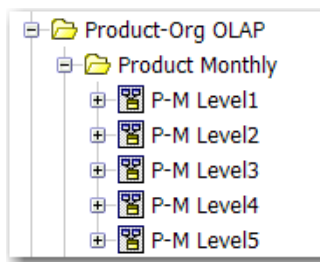 Product-Org OLAP
Product Monthly
P-M Level1
P-M Level2
P-M Level3
P-M Level4
P-M Level5